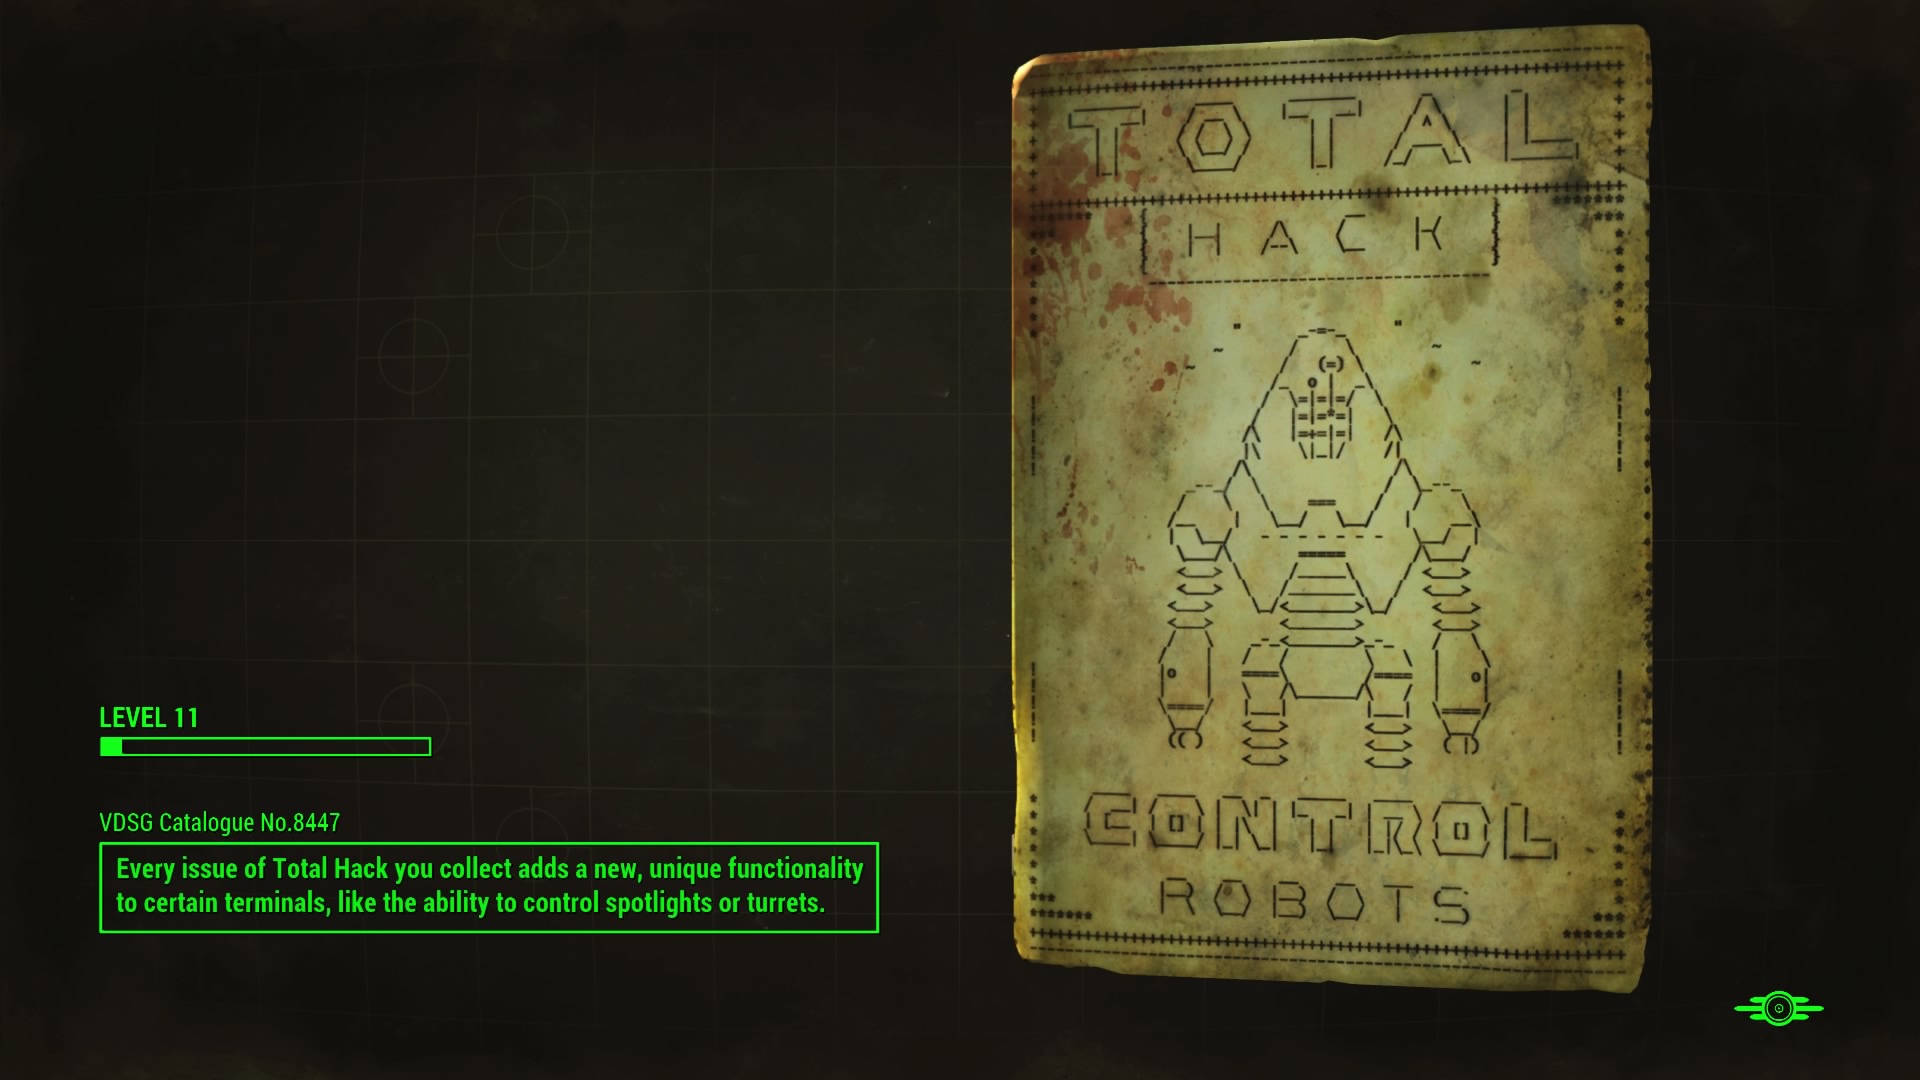 TOTAL
HACK
CONTROL
ROBOTS
LEVEL 11
VDSG Catalogue No.8447
Every issue of Total Hack you collect adds a new, unique functionality
to certain terminals, like the ability to control spotlights or turrets.